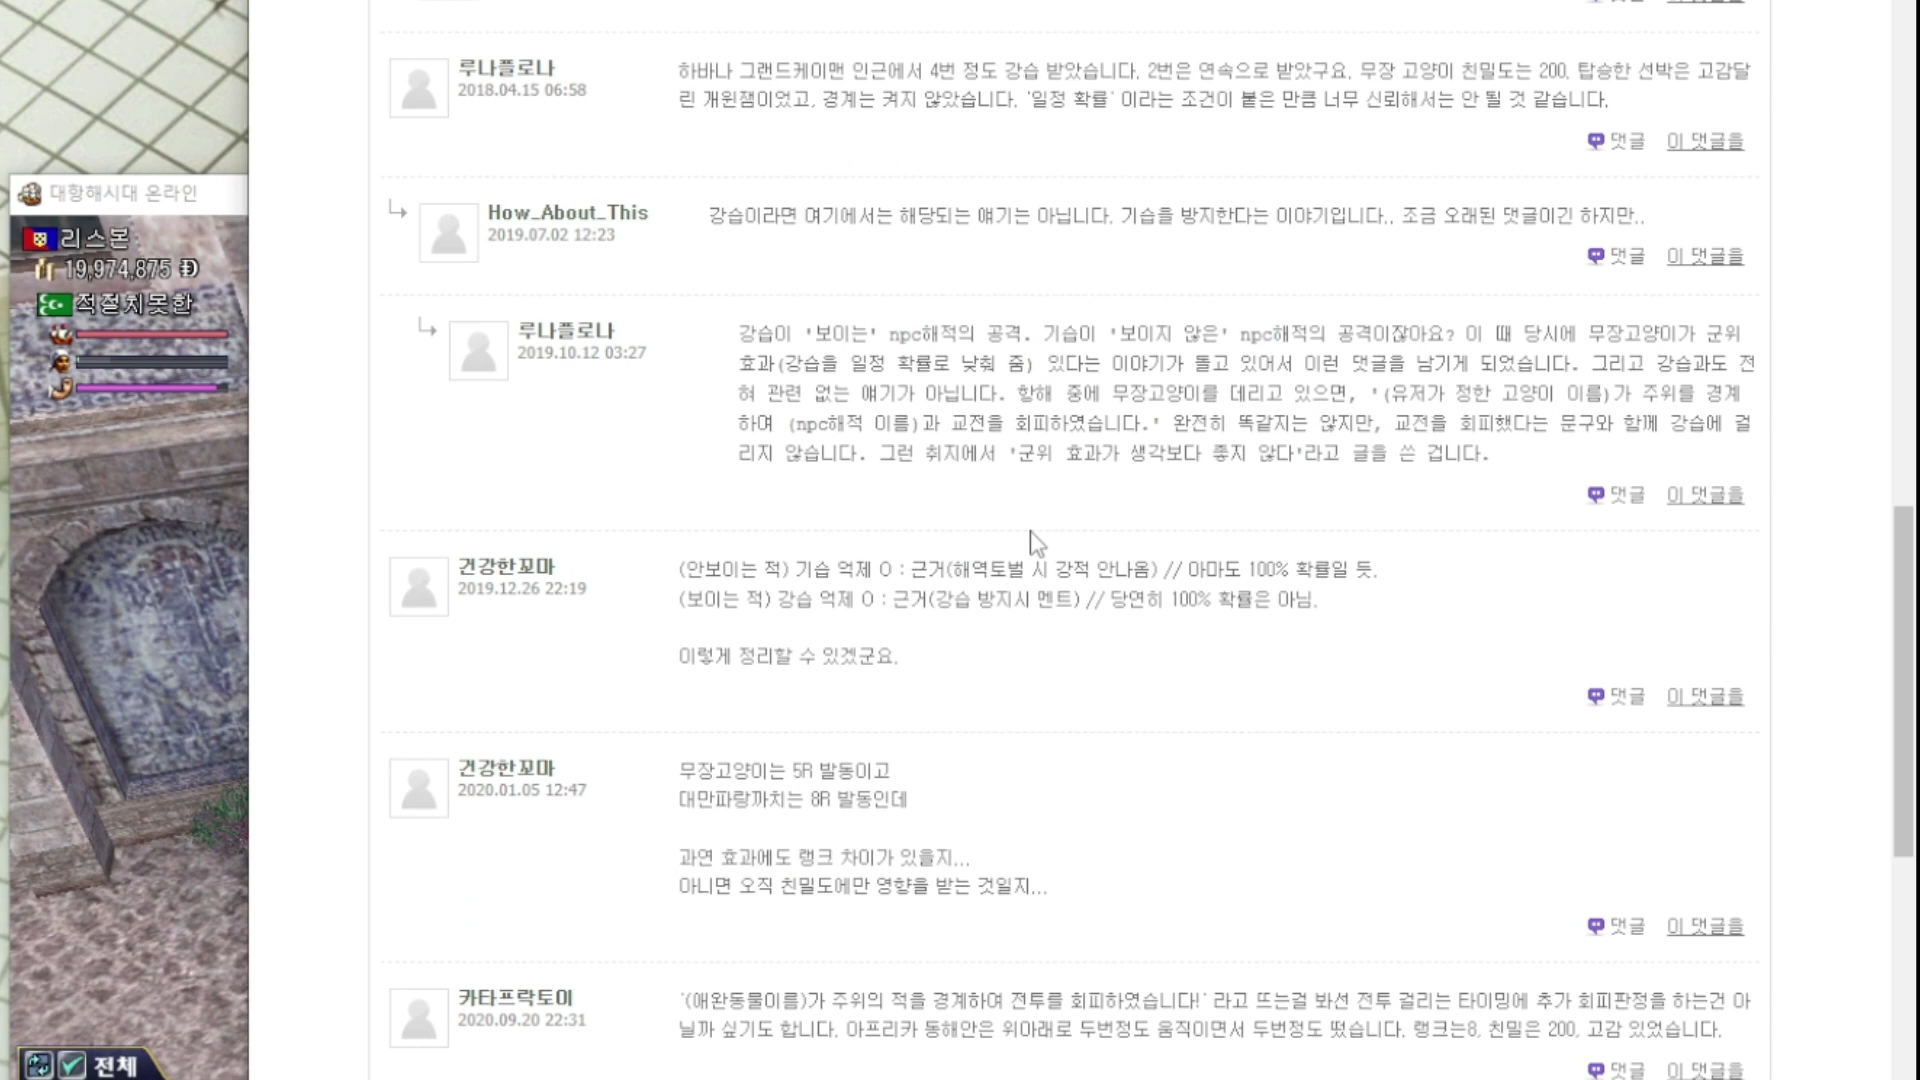 댓글 이 댓글을
루나플로나
2018.04.15 06:58
하바나 그랜드케이맨 인근에서 4번 정도 강습 받았습니다. 2번은 연속으로 받았구요. 무장 고양이 친밀도는 200, 탑승한 선박은 고감달
린 개원잼이었고, 경계는 켜지 않았습니다. '일정 확률' 이라는 조건이 붙은 만큼 너무 신뢰해서는 안 될 것 같습니다.
댓글 이 댓글을
How_About_This
2019.07.02 12:23
강습이라면 여기에서는 해당되는 얘기는 아닙니다. 기습을 방지한다는 이야기입니다.. 조금 오래된 댓글이긴 하지만..
댓글 이 댓글을
루나플로나
2019.10.12 03:27
강습이 '보이는' npc해적의 공격. 기습이 '보이지 않은' npc해적의 공격이잖아요? 이 때 당시에 무장고양이가 군위
효과(강습을 일정 확률로 낮춰 줌) 있다는 이야기가 돌고 있어서 이런 댓글을 남기게 되었습니다. 그리고 강습과도 전
혀 관련 없는 얘기가 아닙니다. 항해 중에 무장고양이를 데리고 있으면, '(유저가 정한 고양이 이름)가 주위를 경계
하며 (npc해적 이름)과 교전을 회피하였습니다.' 완전히 똑같지는 않지만, 교전을 회피했다는 문구와 함께 강습에 걸
리지 않습니다. 그런 취지에서 '군위 효과가 생각보다 좋지 않다'라고 글을 쓴 겁니다.
댓글 이 댓글을
건강한꼬마
2019.12.26 22:19
(안보이는 적) 기습 억제 O : 근거(해역토벌 시 강적 안나옴) // 아마도 100% 확률일 듯.
(보이는 적) 강습 억제 O : 근거(강습 방지시 멘트) // 당연히 100% 확률은 아님.
이렇게 정리할 수 있겠군요.
댓글 이 댓글을
건강한꼬마
2020.01.05 12:47
무장고양이는 5R 발동이고
대만파랑까치는 8R 발동인데
과연 효과에도 랭크 차이가 있을지...
아니면 오직 친밀도에만 영향을 받는 것일지...
댓글 이 댓글을
카타프락토이
2020.09.20 22:31
'(애완동물이름)가 주위의 적을 경계하여 전투를 회피하였습니다!' 라고 뜨는걸 봐선 전투 걸리는 타이밍에 추가 회피판정을 하는건 아
닐까 싶기도 합니다. 아프리카 동해안은 위아래로 두번정도 움직이면서 두번정도 떴습니다. 랭크는8, 친밀은 200, 고감 있었습니다.
댓글 이 댓글을
대항해시대 온라인
리스본
19,974,875 D
적절치못한
전체